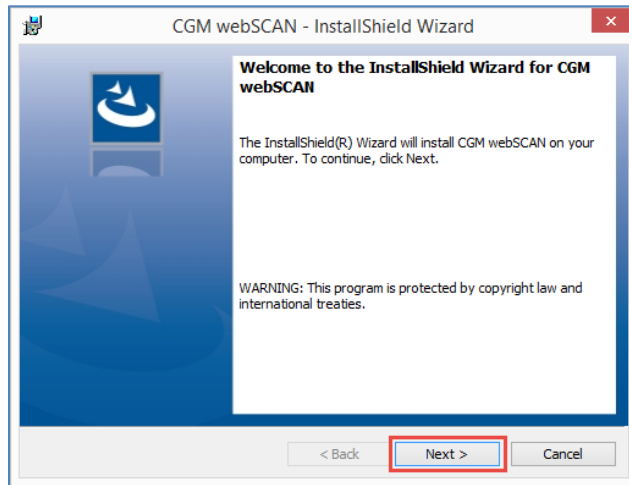 CGM webSCAN - InstallShield Wizard
Welcome to the InstallShield Wizard for CGM
webSCAN
The InstallShield(R) Wizard will install CGM webSCAN on your
computer. To continue, click Next.
WARNING: This program is protected by copyright law and
international treaties.
< Back Next > Cancel